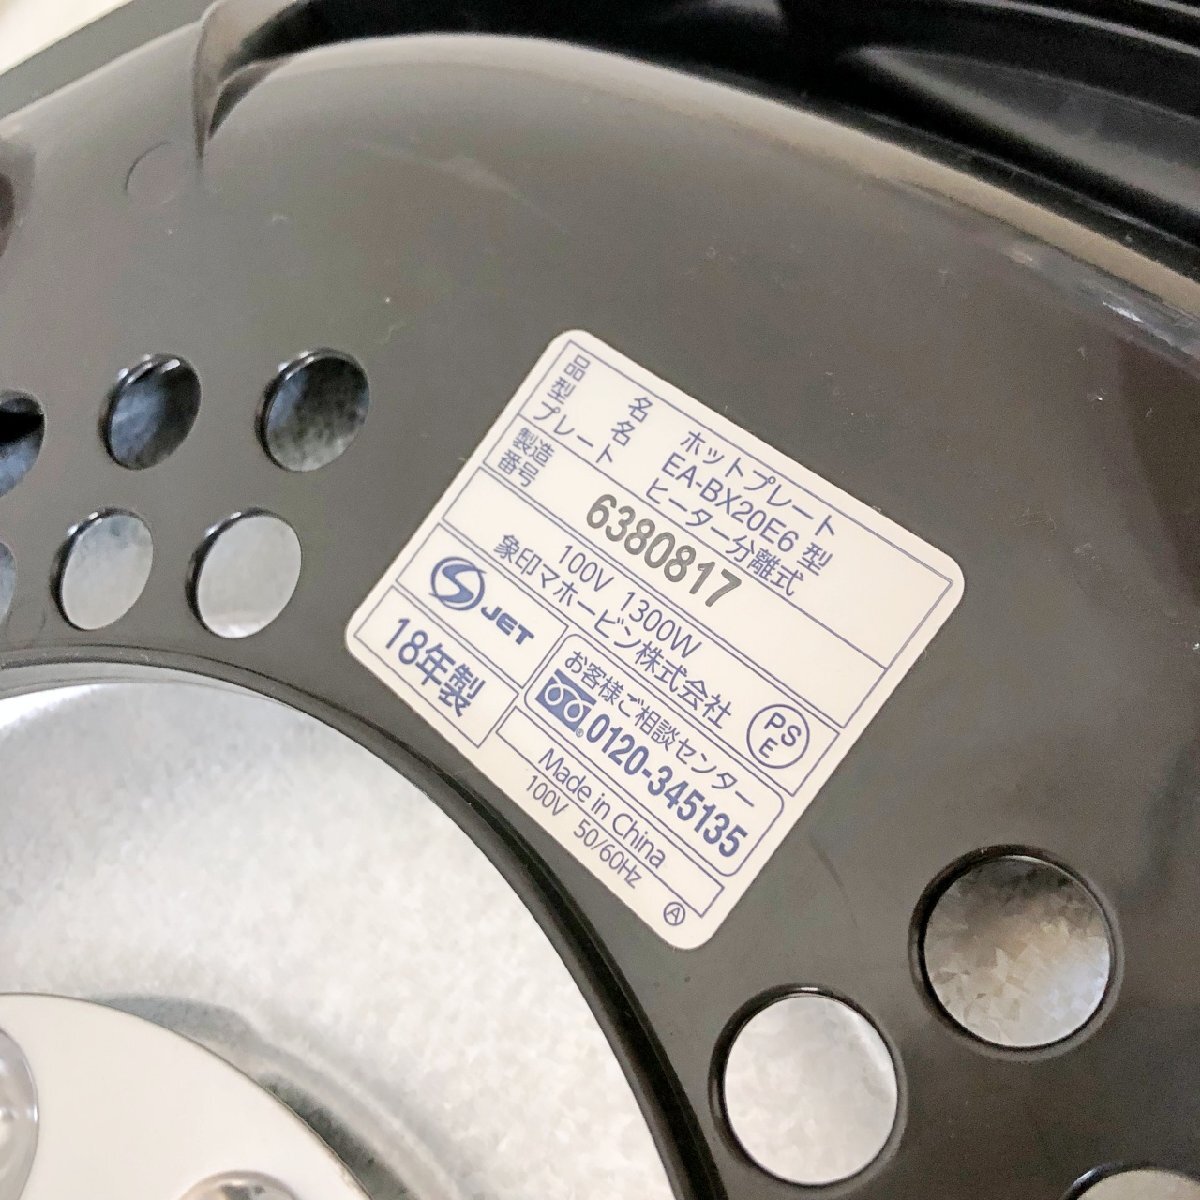 品名 ホットプレート
型名 EA-BX20E6 型
プレート ヒーター分離式
製造番号 6380817
100V 1300W
象印マホービン株式会社
PS E
S JET
18年製
お客様ご相談センター
0120-345135
Made in China
100V 50/60Hz
A